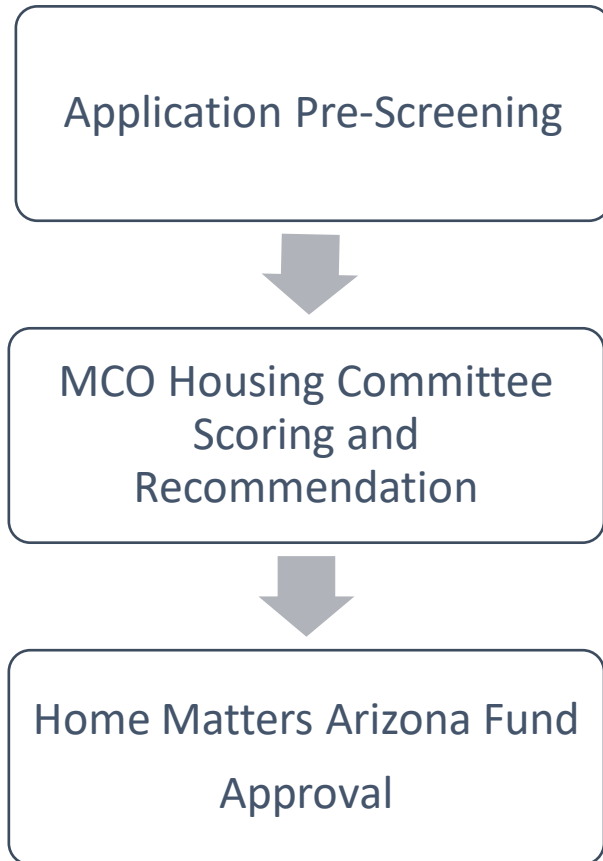 Application Pre-Screening
MCO Housing Committee
Scoring and
Recommendation
Home Matters Arizona Fund
Approval